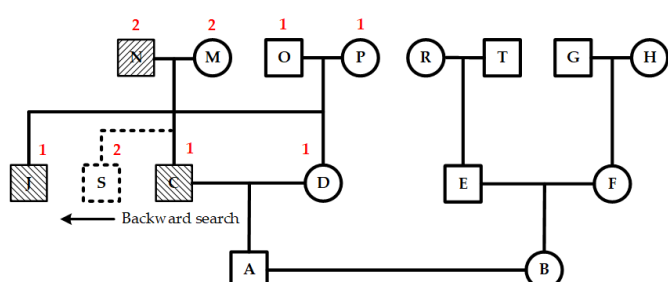 2 2 1 1
N M O P R T G H
1 2 1 1
J S C D E F
Backward search
A B